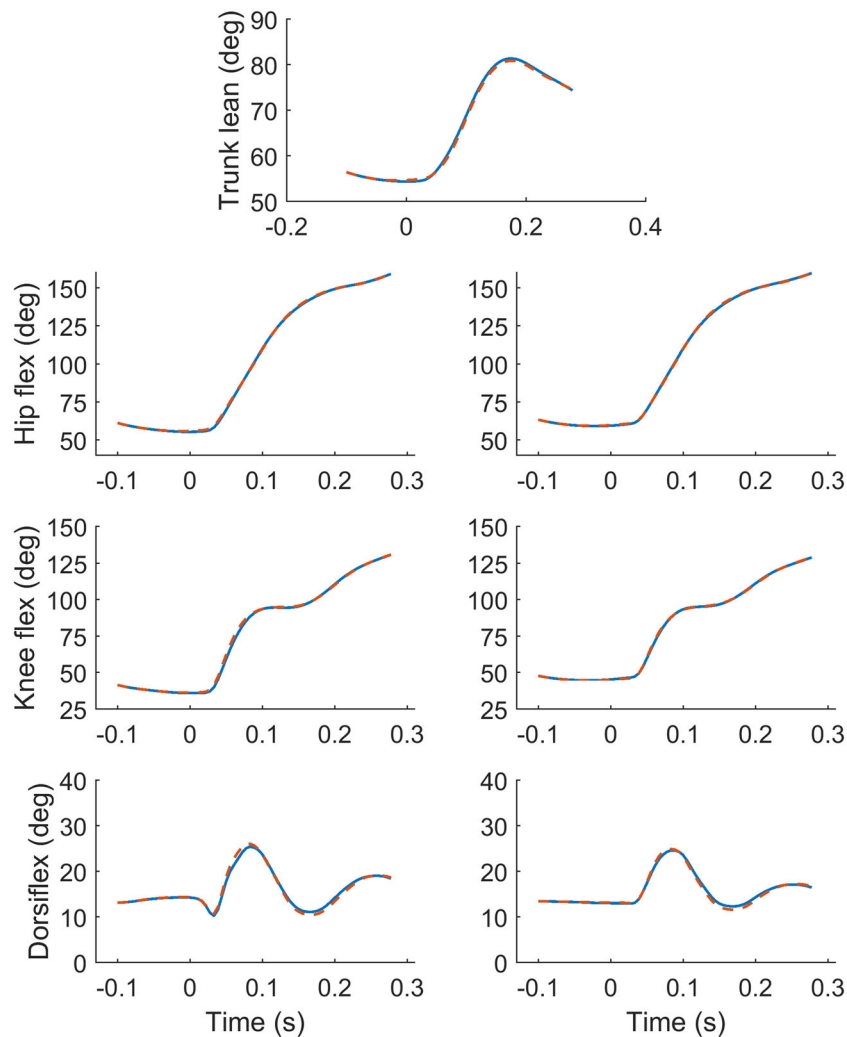 Trunk lean (deg)
90
80
70
60
50
-0.2 0 0.2 0.4
Hip flex (deg)
150
125
100
75
50
-0.1 0 0.1 0.2 0.3
150
125
100
75
50
-0.1 0 0.1 0.2 0.3
Knee flex (deg)
150
125
100
75
50
25
-0.1 0 0.1 0.2 0.3
150
125
100
75
50
25
-0.1 0 0.1 0.2 0.3
Dorsiflex (deg)
40
30
20
10
0
-0.1 0 0.1 0.2 0.3
Time (s)
40
30
20
10
0
-0.1 0 0.1 0.2 0.3
Time (s)